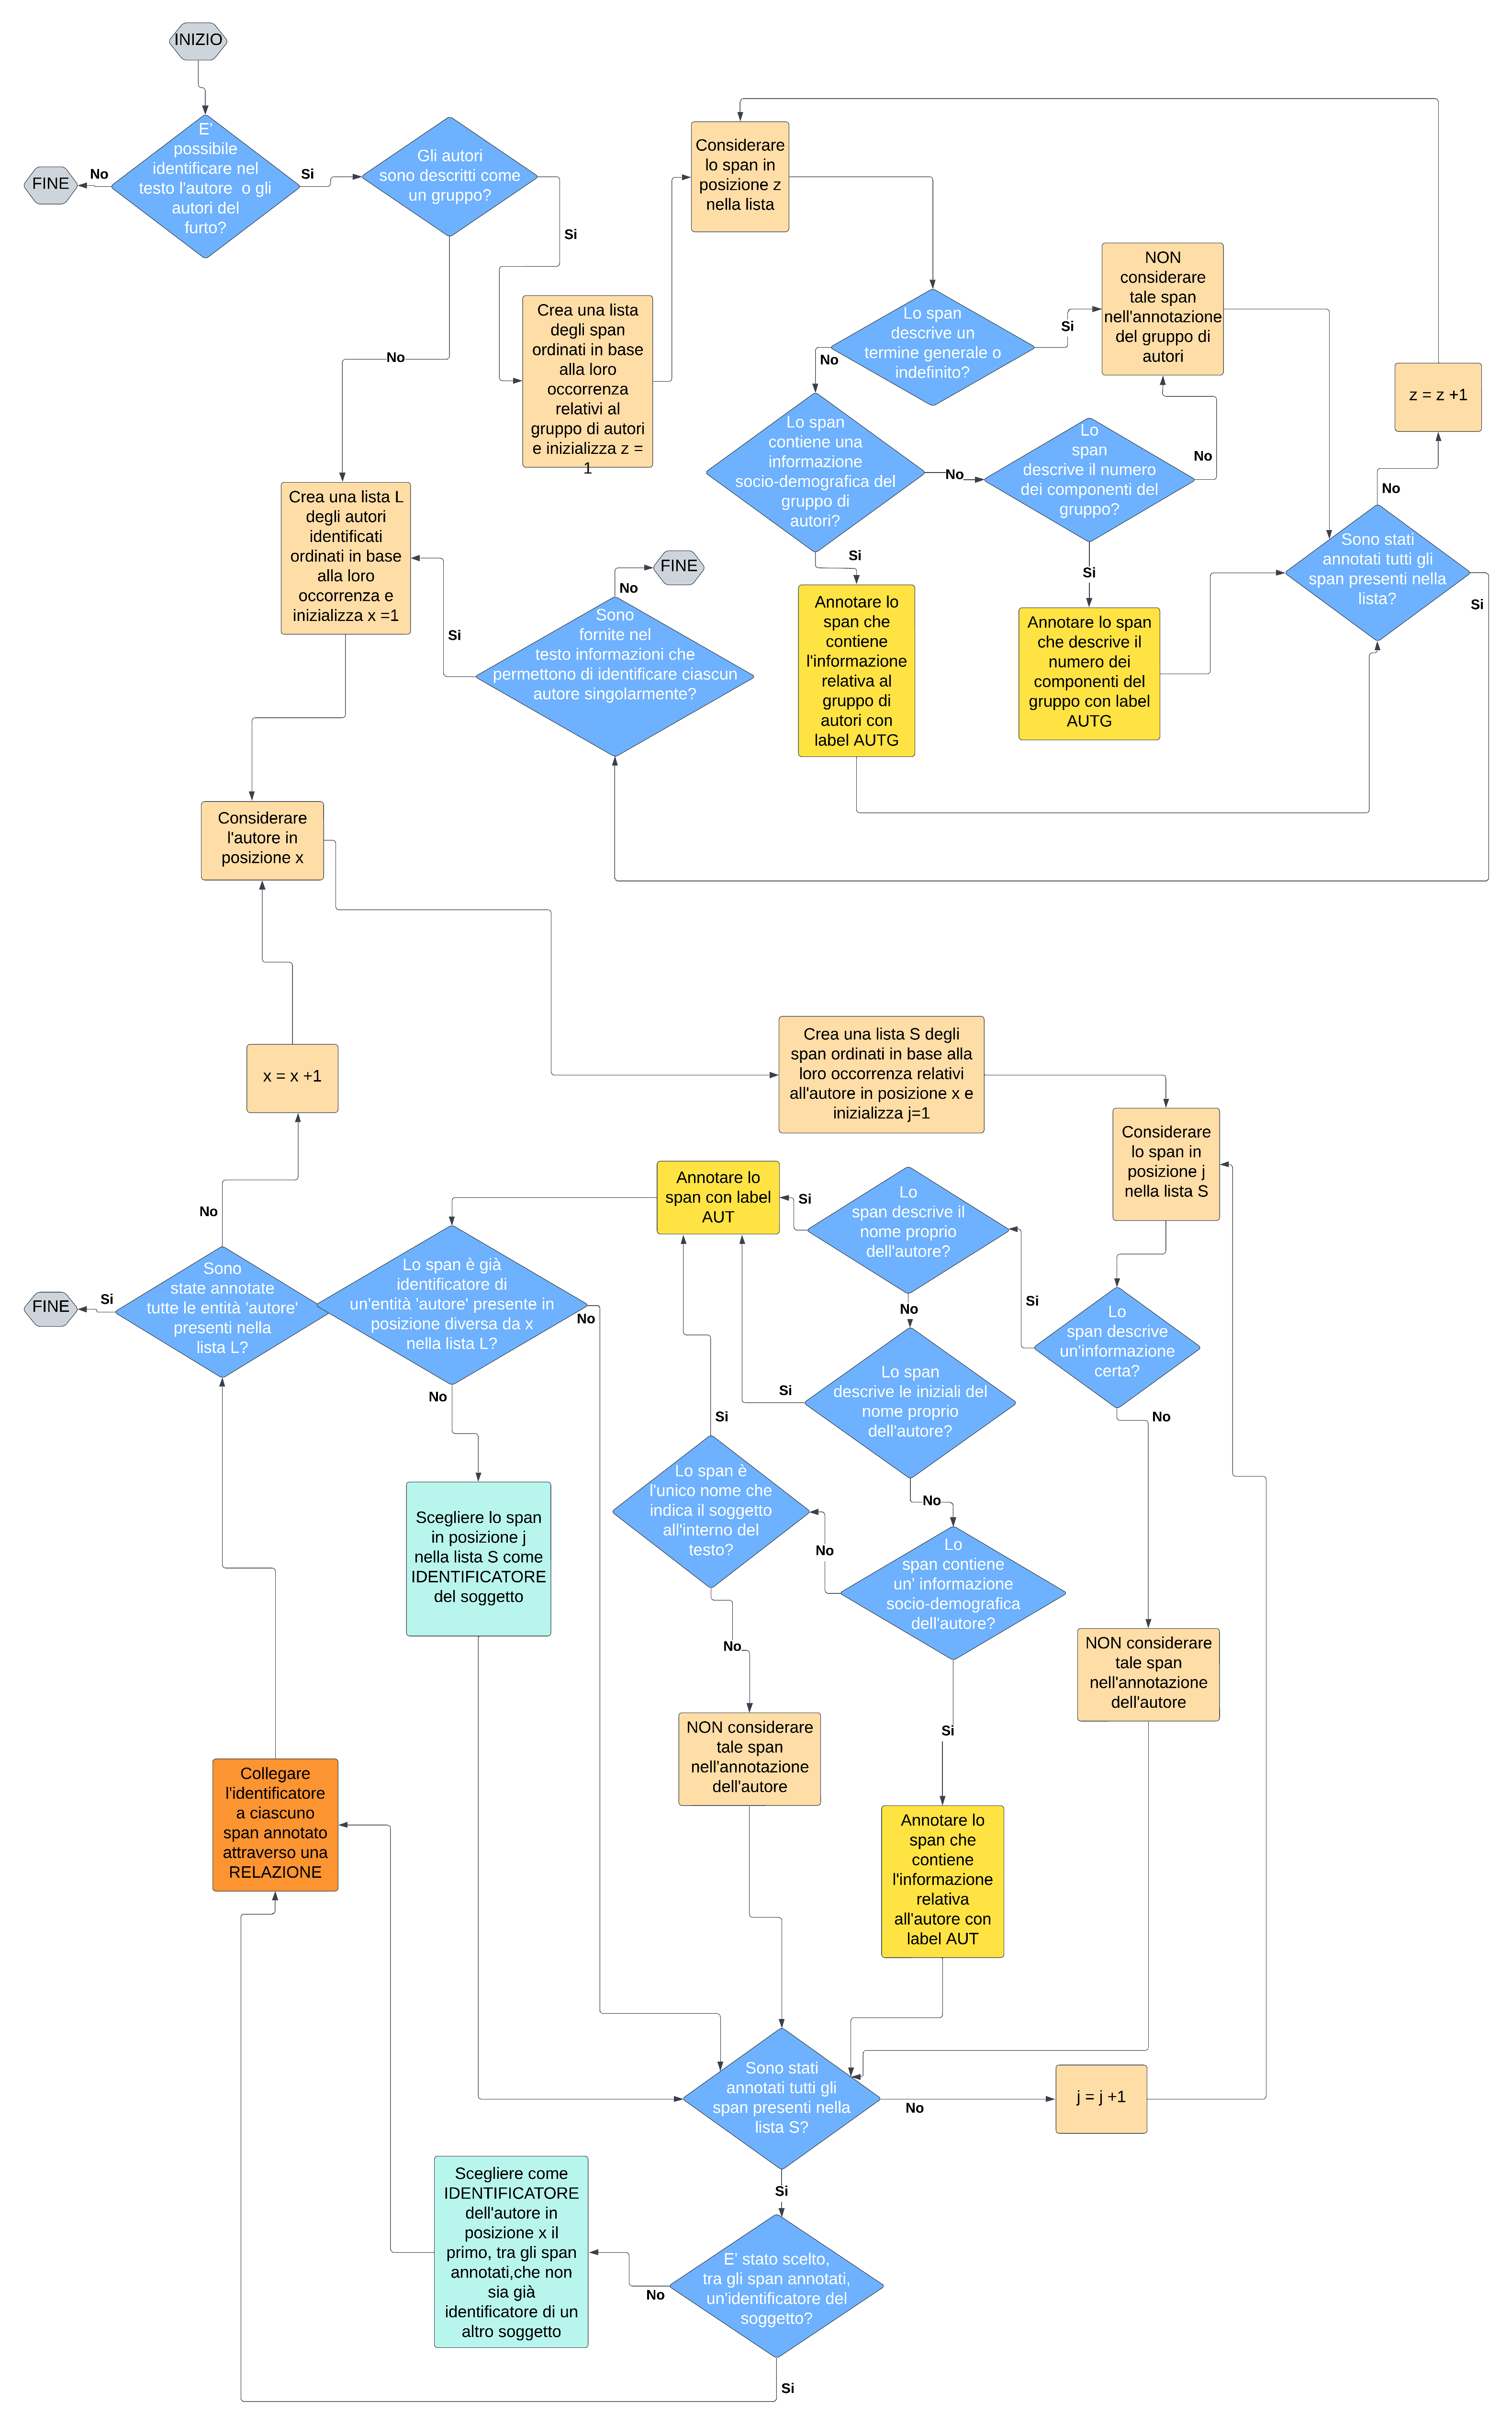 INIZIO
E'
possibile
identificare nel
testo l'autore o gli
autori del
furto?
No
FINE
Si
Gli autori
sono descritti come
un gruppo?
Si
No
Crea una lista
degli span
ordinati in base
alla loro
occorrenza
relativi al
gruppo di autori
e inizializza z =
1
Considerare
lo span in
posizione z
nella lista
Lo span
descrive un
termine generale o
indefinito?
Si
No
NON
considerare
tale span
nell'annotazione
del gruppo di
autori
z = z +1
Lo span
contiene una
informazione
socio-demografica del
gruppo di
autori?
No
Lo
span
descrive il numero
dei componenti del
gruppo?
No
No
Sono stati
annotati tutti gli
span presenti nella
lista?
Si
Si
Si
Annotare lo
span che
contiene
l'informazione
relativa al
gruppo di
autori con
label AUTG
Annotare lo span
che descrive il
numero dei
componenti del
gruppo con label
AUTG
Crea una lista L
degli autori
identificati
ordinati in base
alla loro
occorrenza e
inizializza x =1
FINE
No
Si
Sono
fornite nel
testo informazioni che
permettono di identificare ciascun
autore singolarmente?
Considerare
l'autore in
posizione x
x = x +1
Crea una lista S degli
span ordinati in base alla
loro occorrenza relativi
all'autore in posizione x e
inizializza j=1
Considerare
lo span in
posizione j
nella lista S
Annotare lo
span con label
AUT
Si
Lo
span descrive il
nome proprio
dell'autore?
No
Si
Lo
span descrive
un'informazione
certa?
No
No
Sono
state annotate
tutte le entità 'autore'
presenti nella
lista L?
Si
FINE
Lo span è già
identificatore di
un'entità 'autore' presente in
posizione diversa da x
nella lista L?
No
No
Lo span
descrive le iniziali del
nome proprio
dell'autore?
Si
No
Si
Lo span è
l'unico nome che
indica il soggetto
all'interno del
testo?
No
Lo
span contiene
un' informazione
socio-demografica
dell'autore?
No
Si
Scegliere lo span
in posizione j
nella lista S come
IDENTIFICATORE
del soggetto
NON considerare
tale span
nell'annotazione
dell'autore
NON considerare
tale span
nell'annotazione
dell'autore
Collegare
l'identificatore
a ciascuno
span annotato
attraverso una
RELAZIONE
Annotare lo
span che
contiene
l'informazione
relativa
all'autore con
label AUT
Sono stati
annotati tutti gli
span presenti nella
lista S?
No
j = j +1
Si
Scegliere come
IDENTIFICATORE
dell'autore in
posizione x il
primo, tra gli span
annotati,che non
sia già
identificatore di un
altro soggetto
No
E' stato scelto,
tra gli span annotati,
un'identificatore del
soggetto?
Si